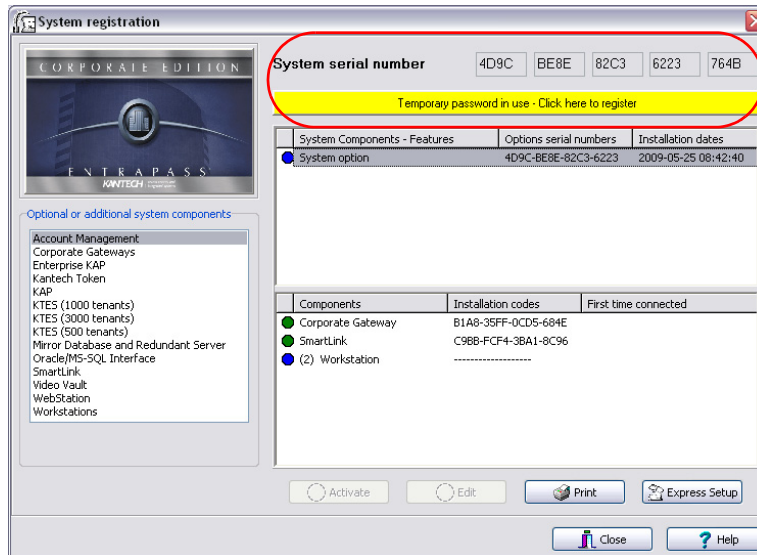 System registration
CORPORATE EDITION
ENTRAPASS
KANTECH
System serial number 4D9C BE8E 82C3 6223 764B
Temporary password in use - Click here to register
System Components - Features Options serial numbers Installation dates
System option 4D9C-BE8E-82C3-6223 2009-05-25 08:42:40
Optional or additional system components
Account Management
Corporate Gateways
Enterprise KAP
Kantech Token
KAP
KTES (1000 tenants)
KTES (3000 tenants)
KTES (500 tenants)
Mirror Database and Redundant Server
Oracle/MS-SQL Interface
SmartLink
Video Vault
WebStation
Workstations
Components Installation codes First time connected
Corporate Gateway B1A8-35FF-0CD5-684E
SmartLink C9BB-FCF4-3BA1-8C96
(2) Workstation -------------------
Activate Edit Print Express Setup
Close Help